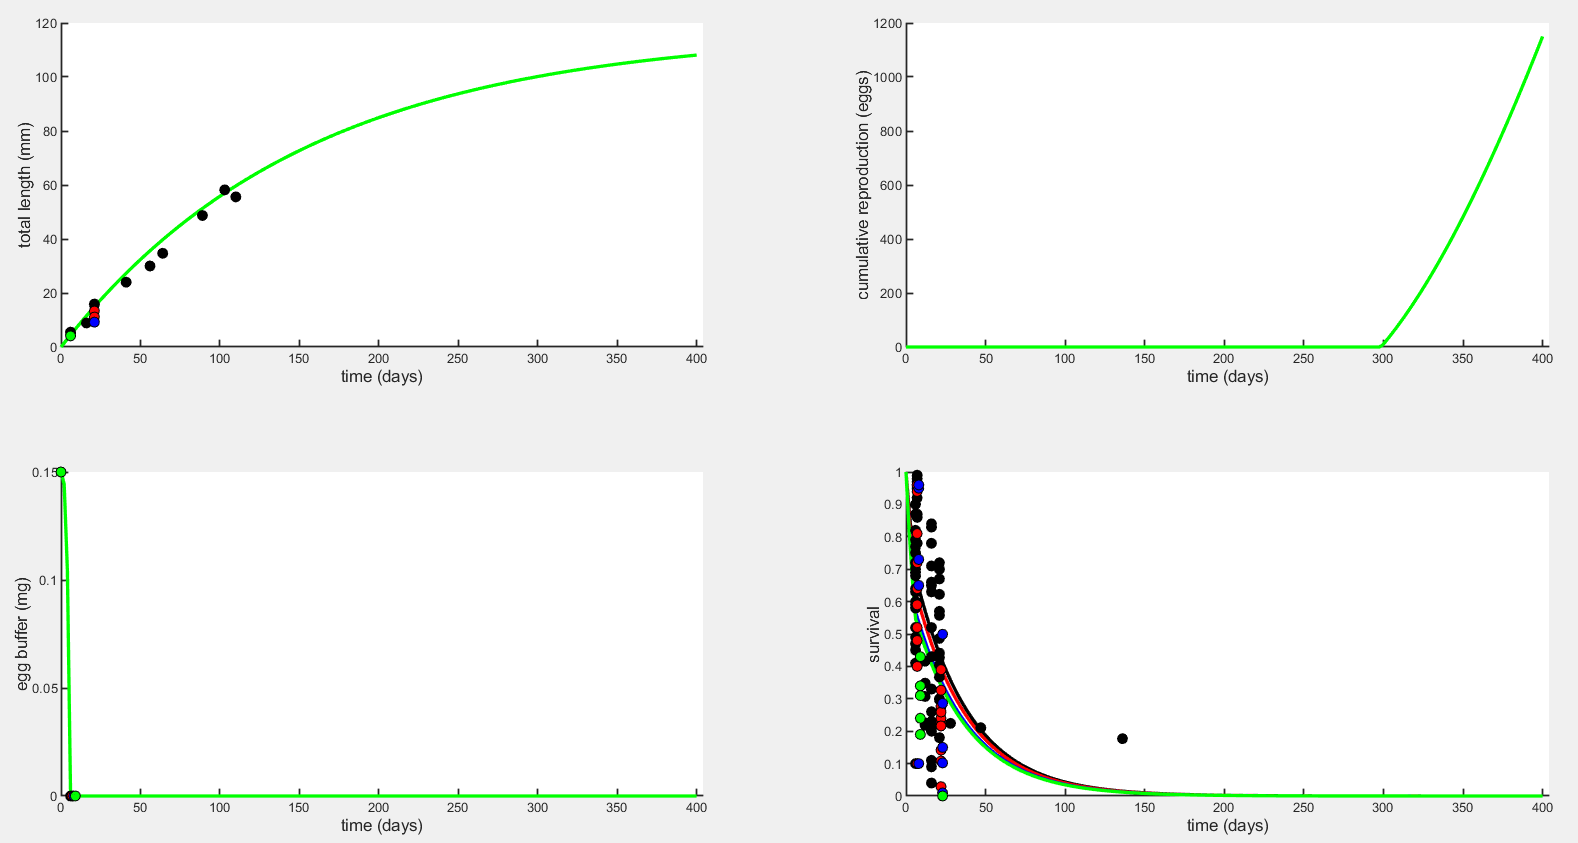 120
100
80
60
40
20
0
total length (mm)
0 50 100 150 200 250 300 350 400
time (days)
1200
1000
800
600
400
200
0
cumulative reproduction (eggs)
0 50 100 150 200 250 300 350 400
time (days)
0.15
0.1
0.05
0
egg buffer (mg)
0 50 100 150 200 250 300 350 400
time (days)
1
0.9
0.8
0.7
0.6
0.5
0.4
0.3
0.2
0.1
0
survival
0 50 100 150 200 250 300 350 400
time (days)